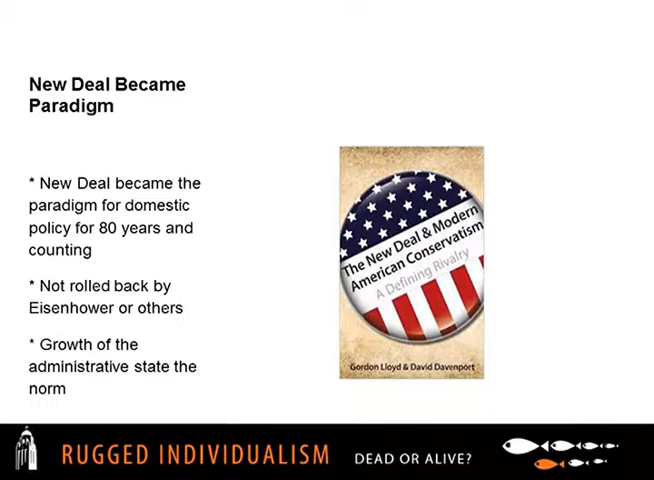 New Deal Became
Paradigm
* New Deal became the
paradigm for domestic
policy for 80 years and
counting
* Not rolled back by
Eisenhower or others
* Growth of the
administrative state the
norm
The New Deal & Modern
American Conservatism
A Defining Rivalry
Gordon Lloyd & David Davenport
RUGGED INDIVIDUALISM DEAD OR ALIVE?